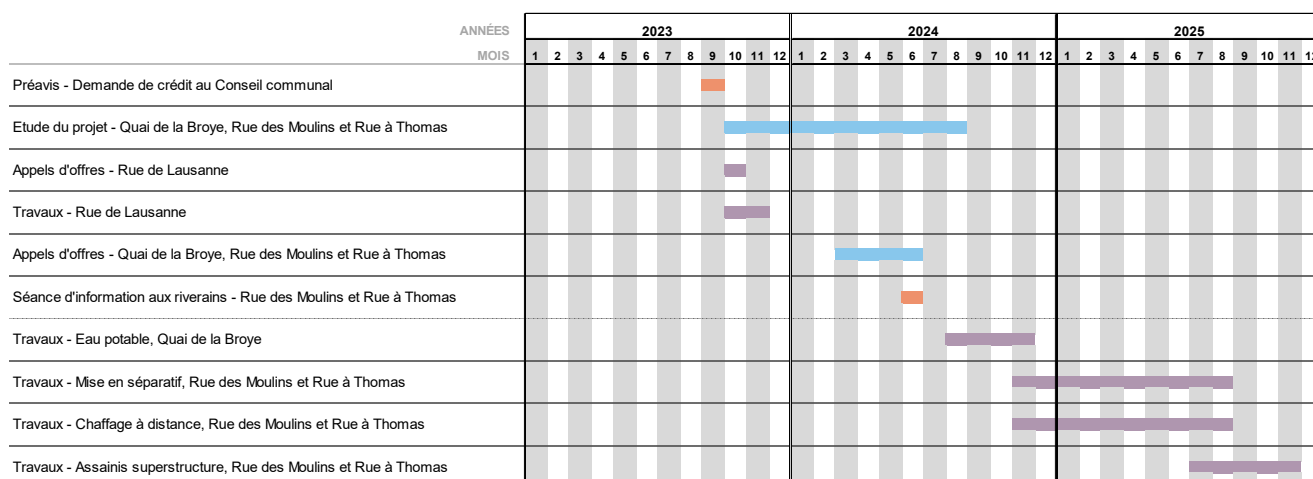 ANNÉES 2023 2024 2025
MOIS 1 2 3 4 5 6 7 8 9 10 11 12 1 2 3 4 5 6 7 8 9 10 11 12 1 2 3 4 5 6 7 8 9 10 11 12
Préavis - Demande de crédit au Conseil communal
Etude du projet - Quai de la Broye, Rue des Moulins et Rue à Thomas
Appels d'offres - Rue de Lausanne
Travaux - Rue de Lausanne
Appels d'offres - Quai de la Broye, Rue des Moulins et Rue à Thomas
Séance d'information aux riverains - Rue des Moulins et Rue à Thomas
Travaux - Eau potable, Quai de la Broye
Travaux - Mise en séparatif, Rue des Moulins et Rue à Thomas
Travaux - Chaffage à distance, Rue des Moulins et Rue à Thomas
Travaux - Assainis superstructure, Rue des Moulins et Rue à Thomas